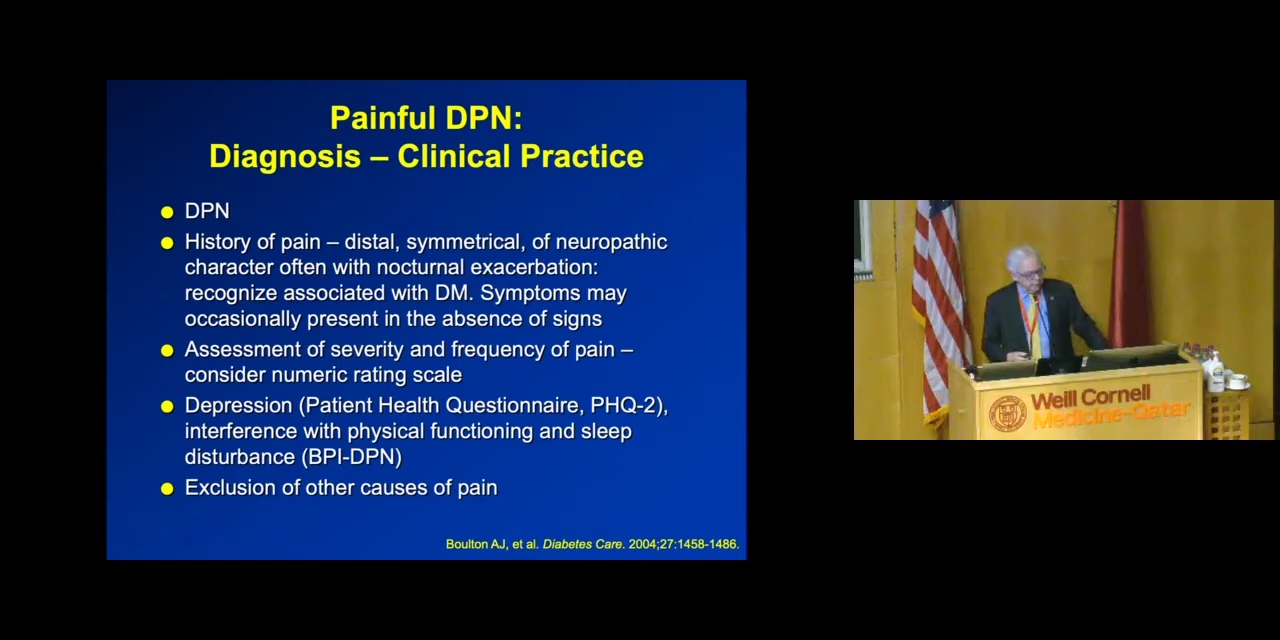 Painful DPN:
Diagnosis – Clinical Practice
DPN
History of pain – distal, symmetrical, of neuropathic
character often with nocturnal exacerbation:
recognize associated with DM. Symptoms may
occasionally present in the absence of signs
Assessment of severity and frequency of pain –
consider numeric rating scale
Depression (Patient Health Questionnaire, PHQ-2),
interference with physical functioning and sleep
disturbance (BPI-DPN)
Exclusion of other causes of pain
Boulton AJ, et al. Diabetes Care. 2004;27:1458-1486.
Weill Cornell
Medicine-Qatar